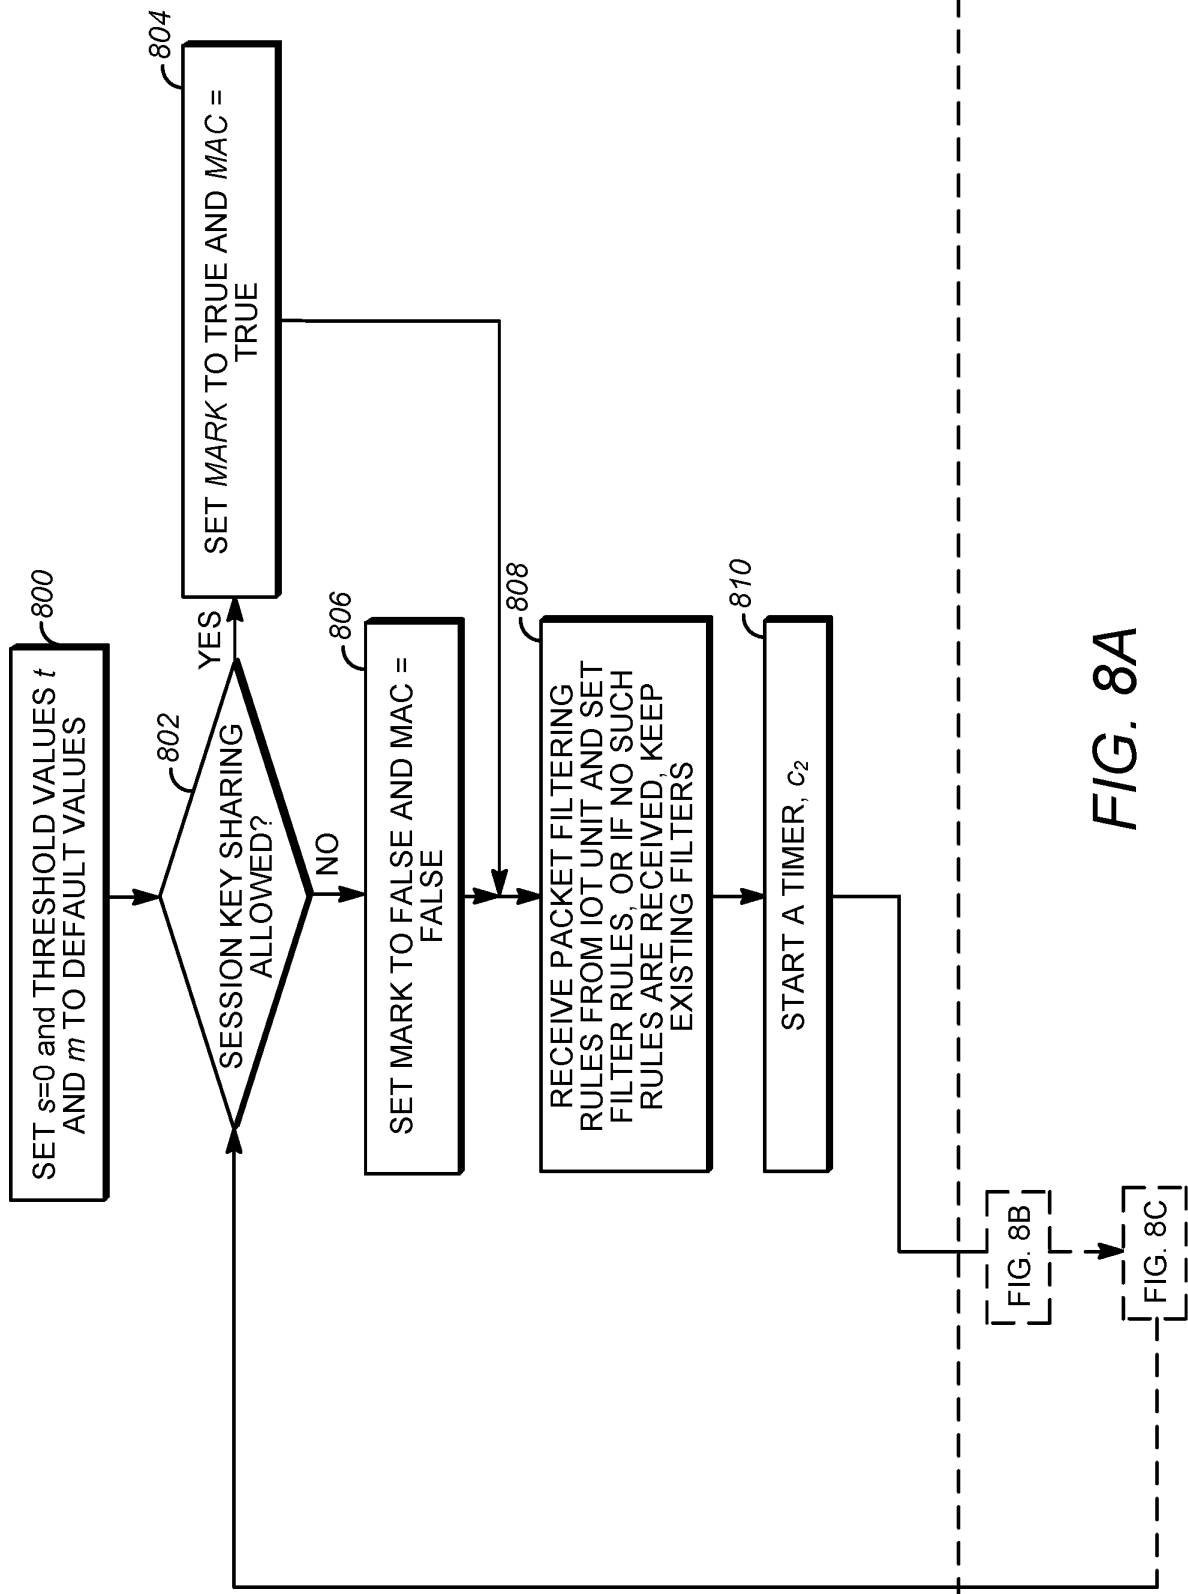 SET s=0 and THRESHOLD VALUES t
AND m TO DEFAULT VALUES
800
802
SESSION KEY SHARING
ALLOWED?
YES
804
SET MARK TO TRUE AND MAC =
TRUE
NO
806
SET MARK TO FALSE AND MAC =
FALSE
808
RECEIVE PACKET FILTERING
RULES FROM IOT UNIT AND SET
FILTER RULES, OR IF NO SUCH
RULES ARE RECEIVED, KEEP
EXISTING FILTERS
810
START A TIMER, c₂
FIG. 8B
FIG. 8C
FIG. 8A